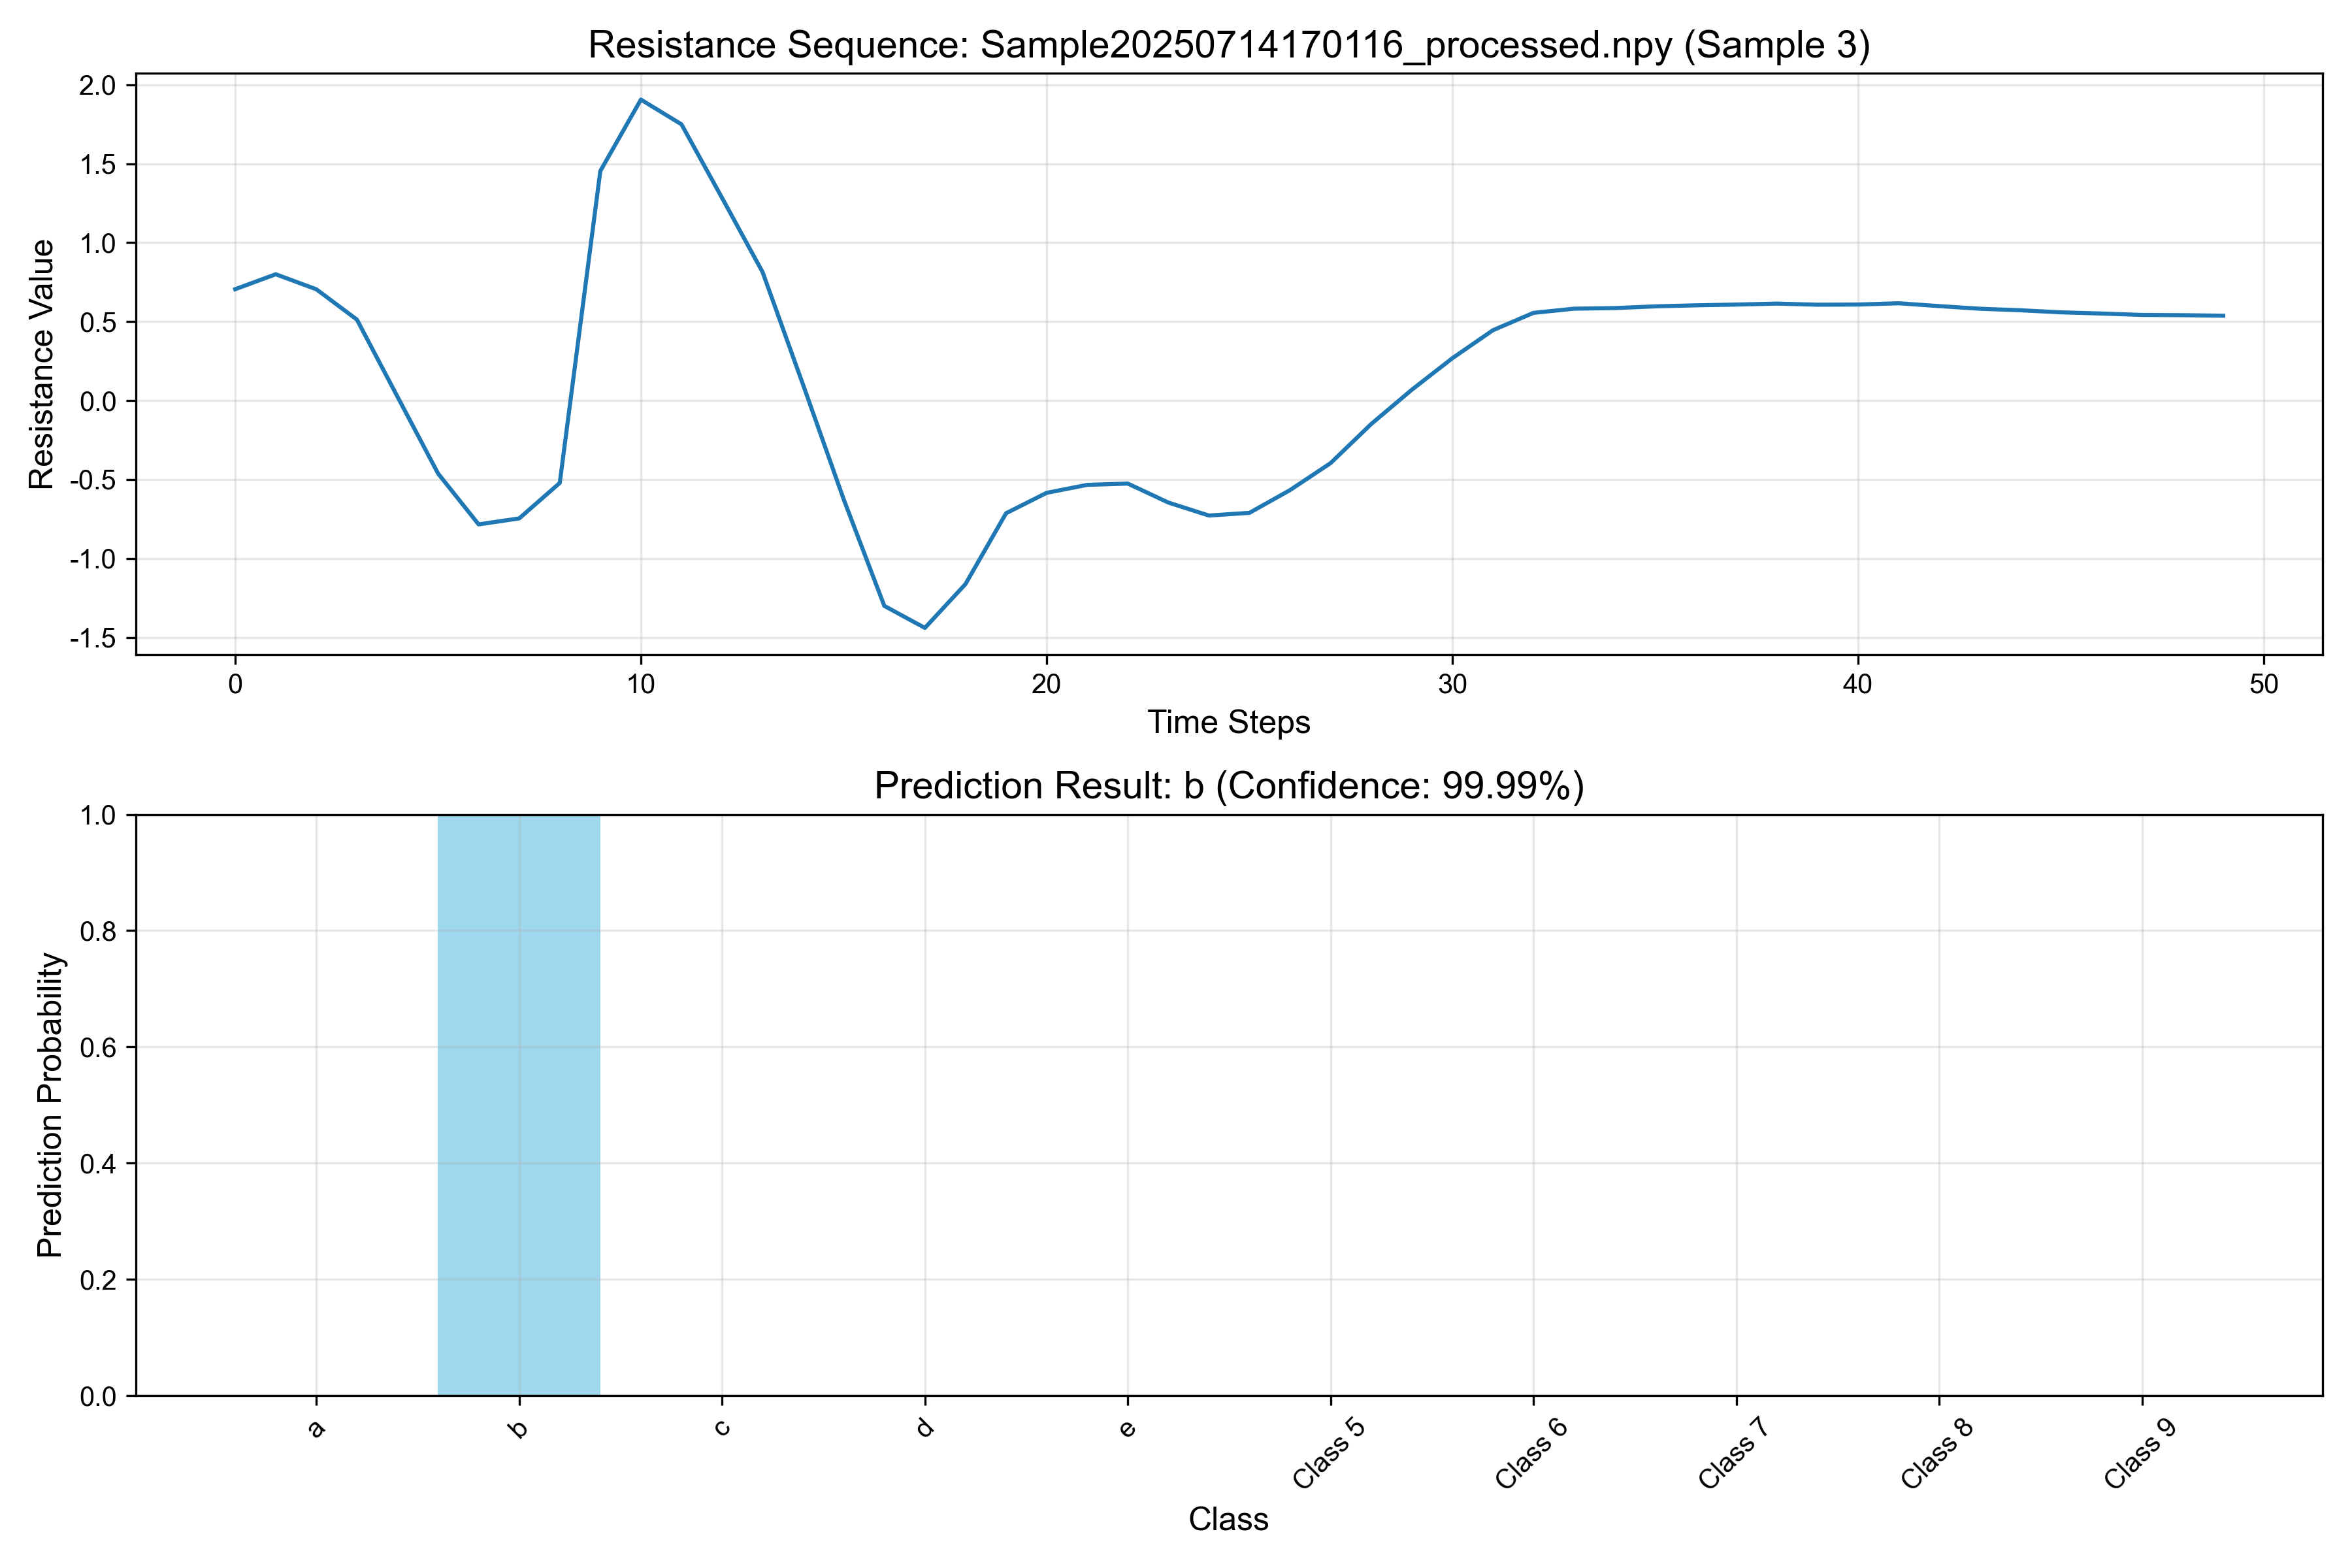 Resistance Sequence: Sample20250714170116_processed.npy (Sample 3)
2.0
1.5
1.0
0.5
0.0
-0.5
-1.0
-1.5
Resistance Value
0 10 20 30 40 50
Time Steps
Prediction Result: b (Confidence: 99.99%)
1.0
0.8
0.6
0.4
0.2
0.0
Prediction Probability
a b c d e Class 5 Class 6 Class 7 Class 8 Class 9
Class